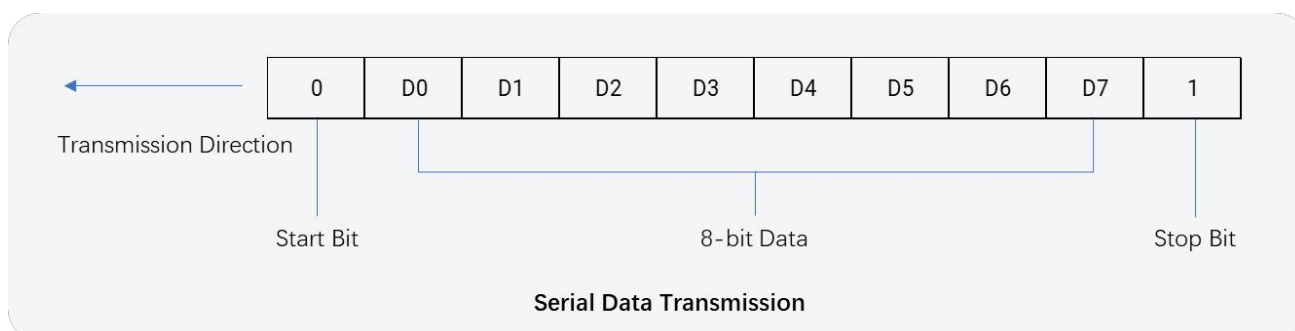 0 D0 D1 D2 D3 D4 D5 D6 D7 1
Transmission Direction
Start Bit 8-bit Data Stop Bit
Serial Data Transmission